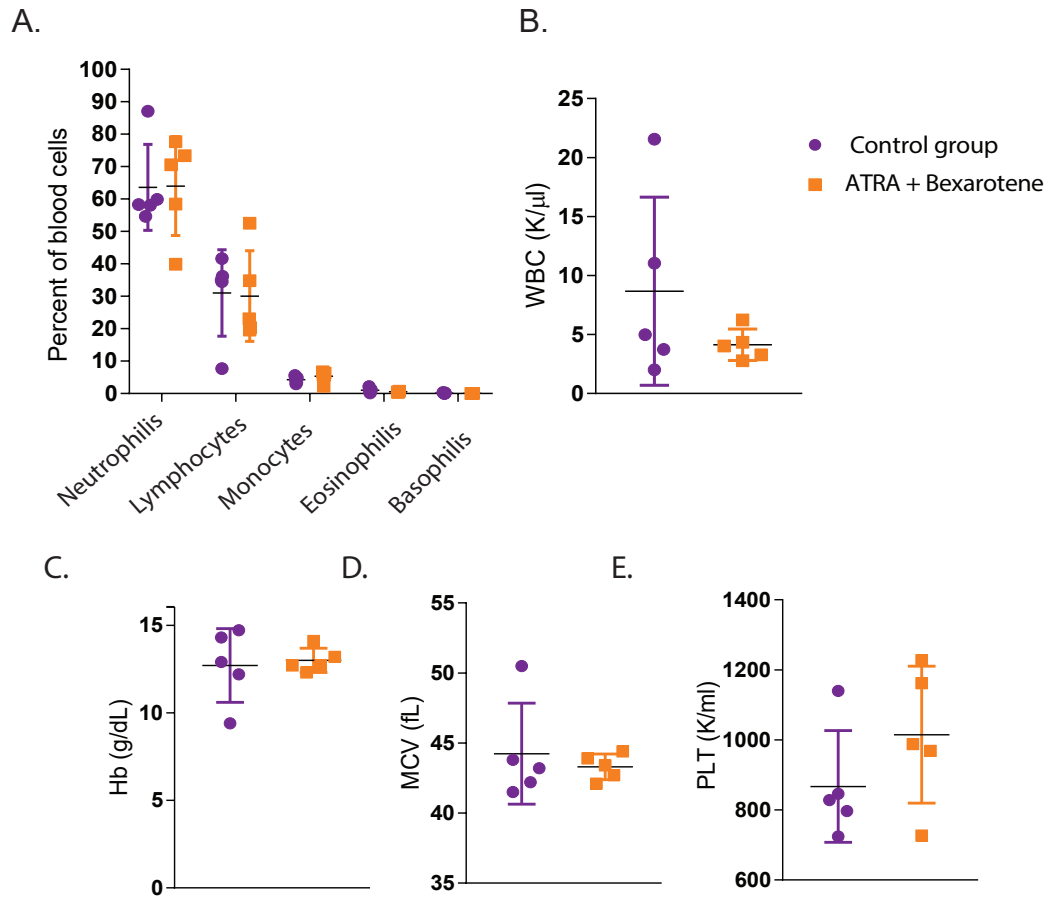 A.
100
90
80
70
60
50
40
30
20
10
0
Percent of blood cells
Neutrophilis
Lymphocytes
Monocytes
Eosinophilis
Basophilis
B.
25
20
15
10
5
0
WBC (K/µl)
Control group
ATRA + Bexarotene
C.
15
10
5
0
Hb (g/dL)
D.
55
50
45
40
35
MCV (fL)
E.
1400
1200
1000
800
600
PLT (K/ml)